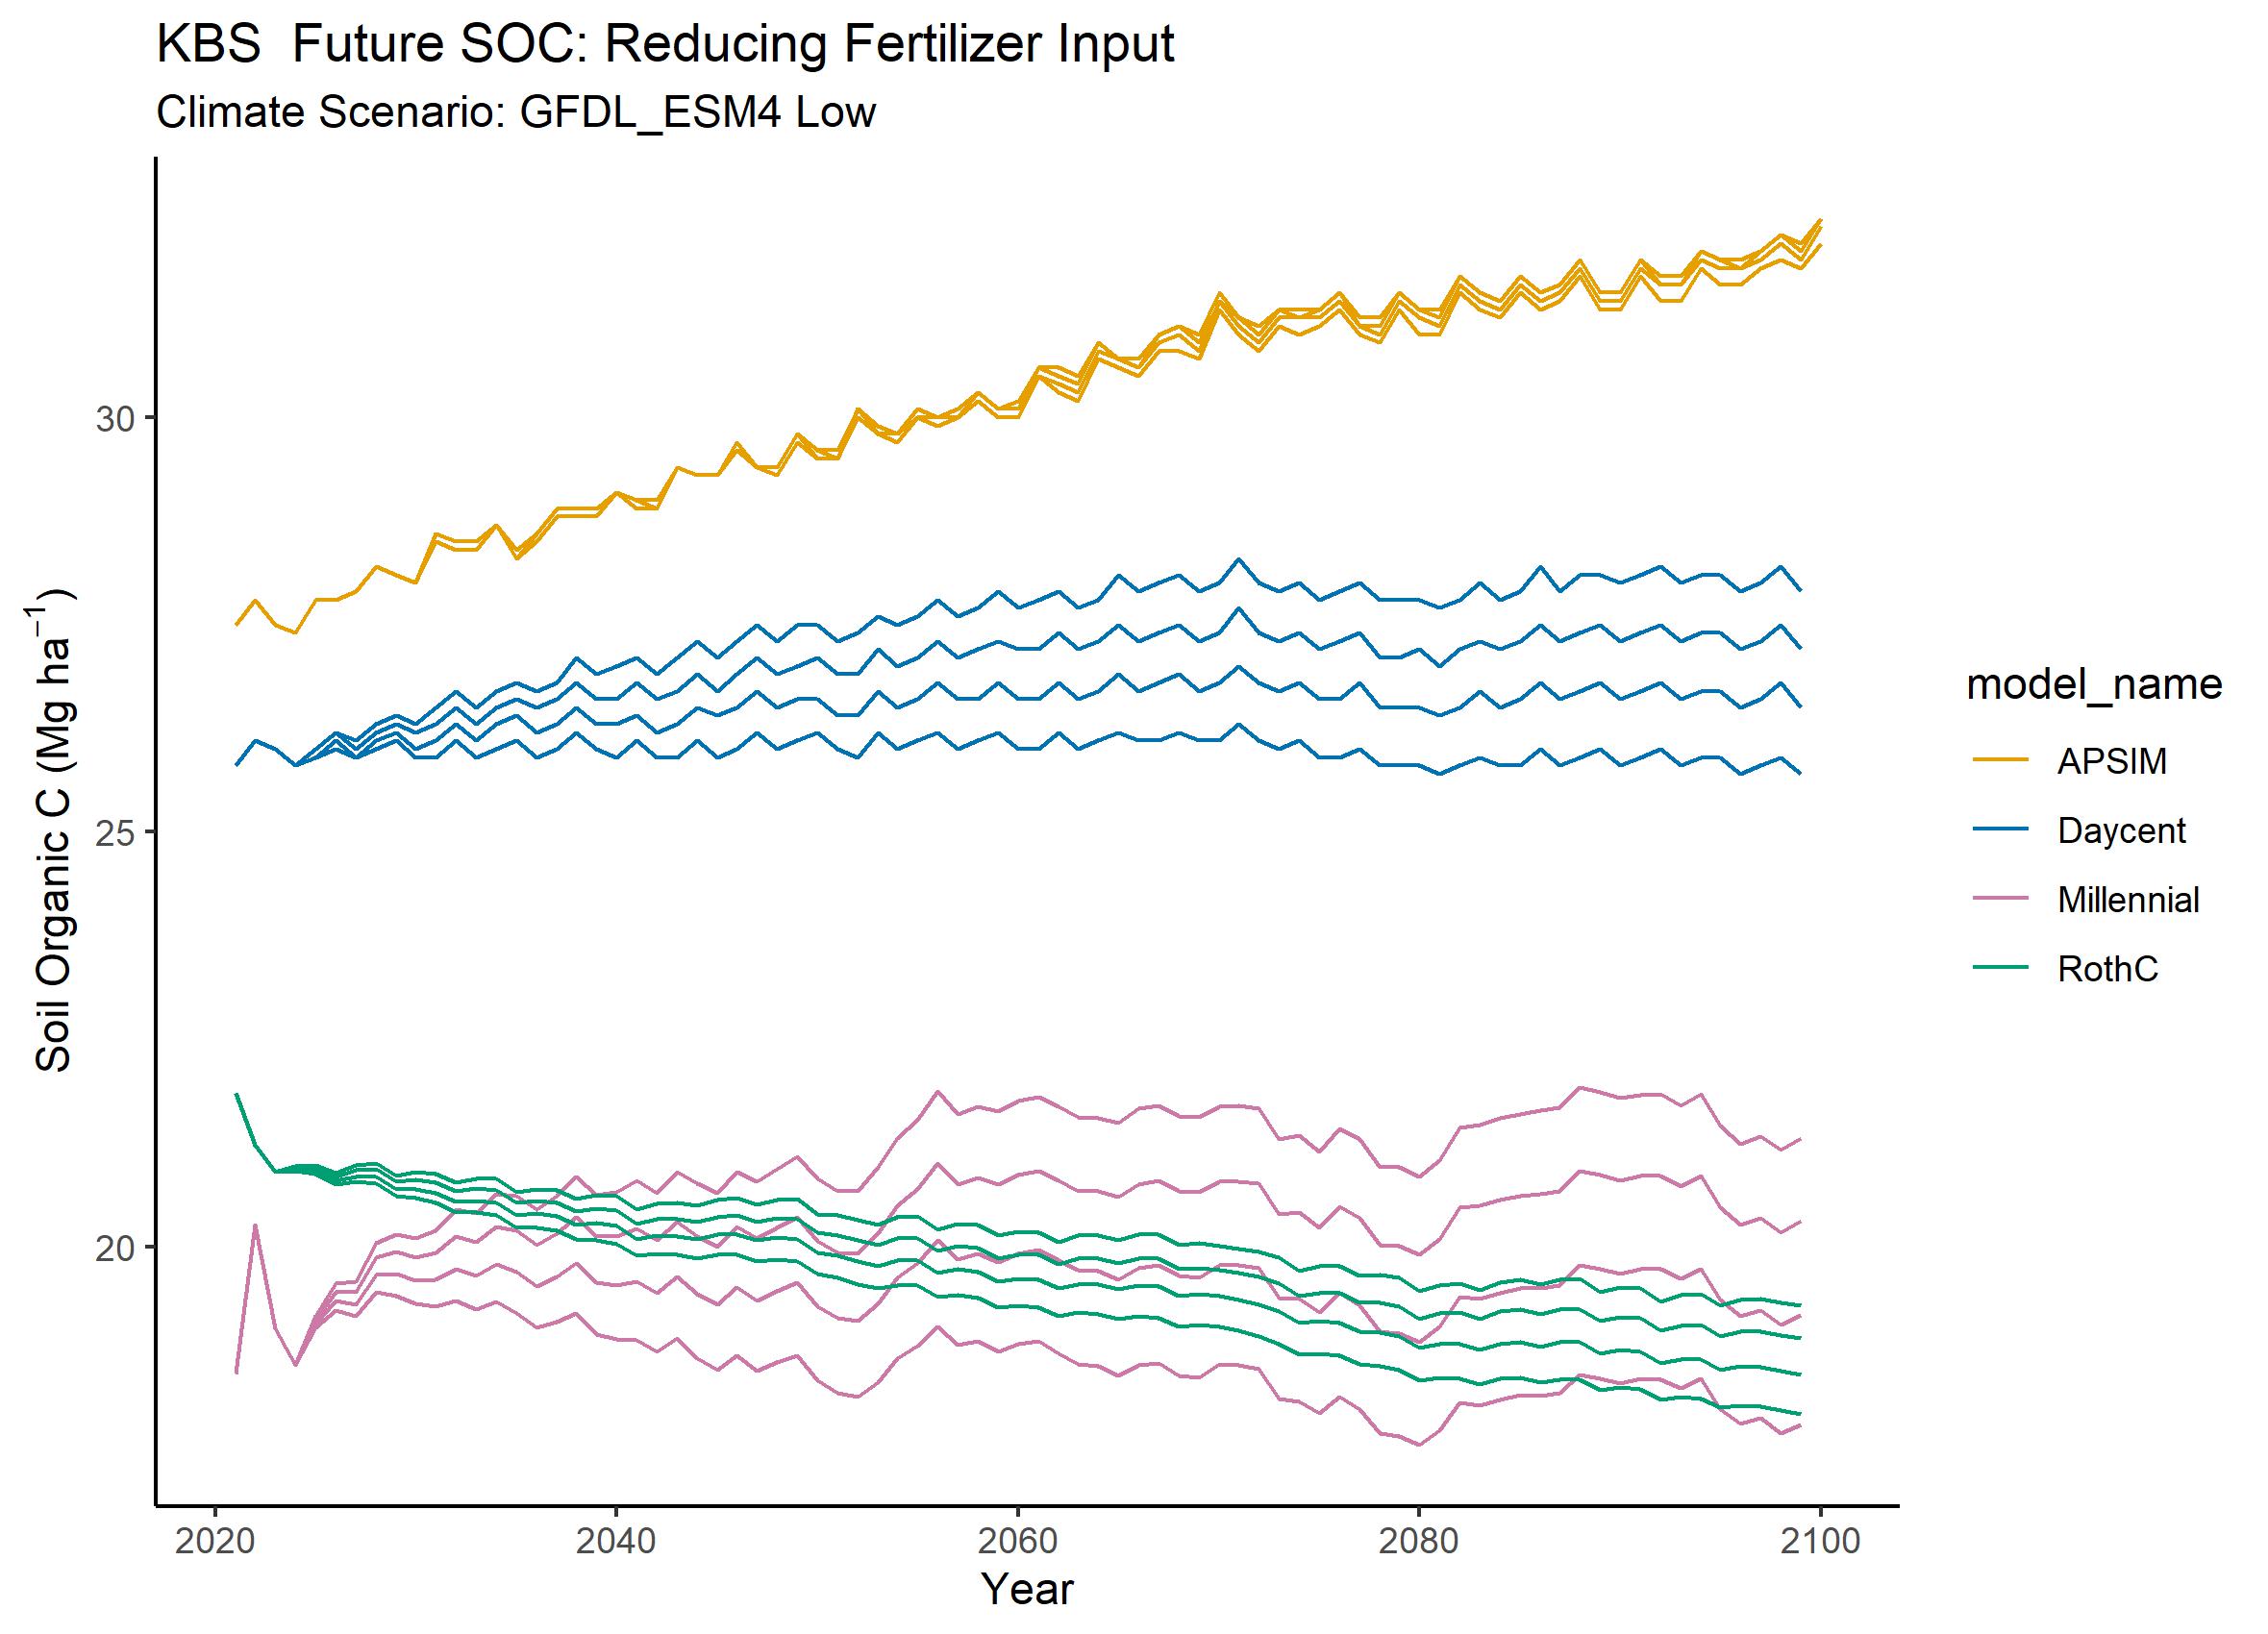 KBS  Future SOC: Reducing Fertilizer Input
Climate Scenario: GFDL_ESM4 Low
Soil Organic C (Mg ha⁻¹)
30
25
20
2020 2040 2060 2080 2100
Year
model_name
APSIM
Daycent
Millennial
RothC